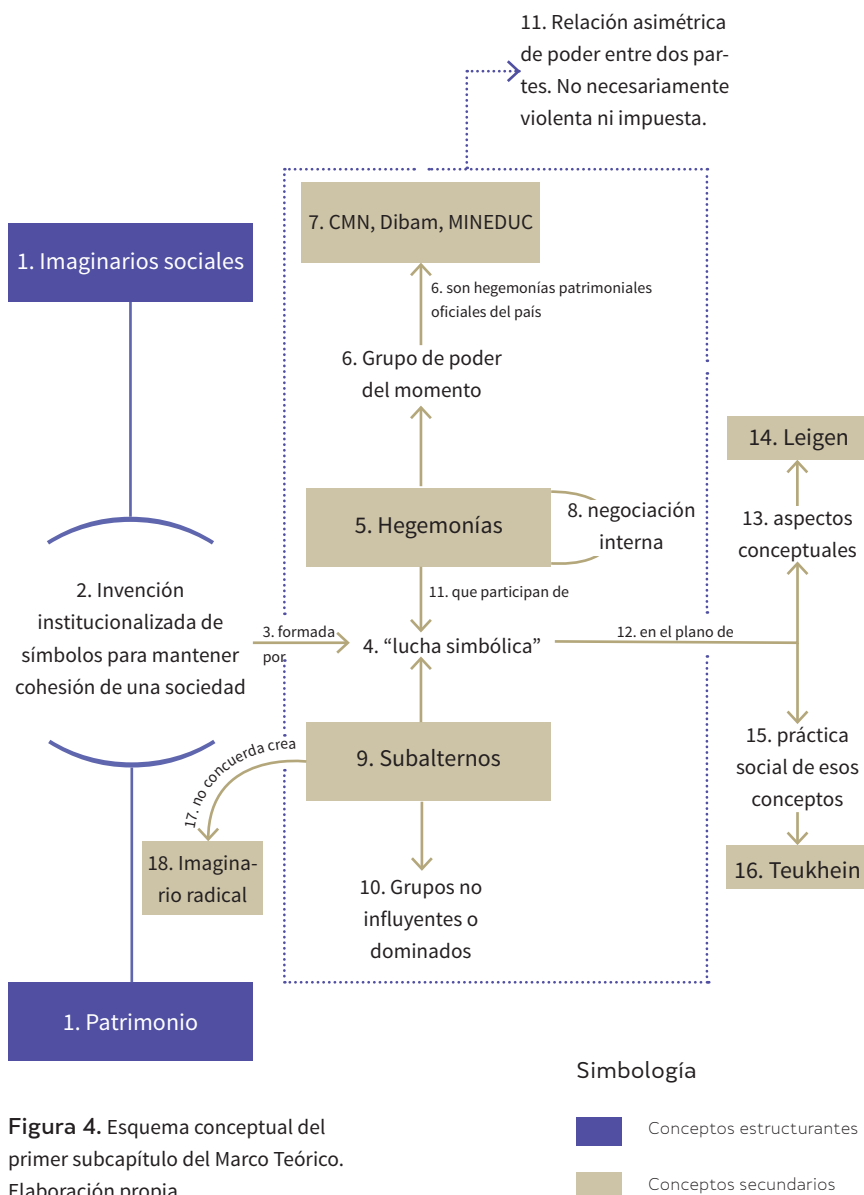 11. Relación asimétrica
de poder entre dos par-
tes. No necesariamente
violenta ni impuesta.
7. CMN, Dibam, MINEDUC
1. Imaginarios sociales
6. son hegemonías patrimoniales
oficiales del país
6. Grupo de poder
del momento
14. Leigen
5. Hegemonías
8. negociación
interna
13. aspectos
conceptuales
11. que participan de
2. Invención
institucionalizada de
símbolos para mantener
cohesión de una sociedad
3. formada
por
4. “lucha simbólica”
12. en el plano de
15. práctica
social de esos
conceptos
9. Subalternos
17. no concuerda crea
18. Imagina-
rio radical
16. Teukhein
10. Grupos no
influyentes o
dominados
1. Patrimonio
Simbología
Conceptos estructurantes
Conceptos secundarios
Figura 4. Esquema conceptual del
primer subcapítulo del Marco Teórico.
Elaboración propia